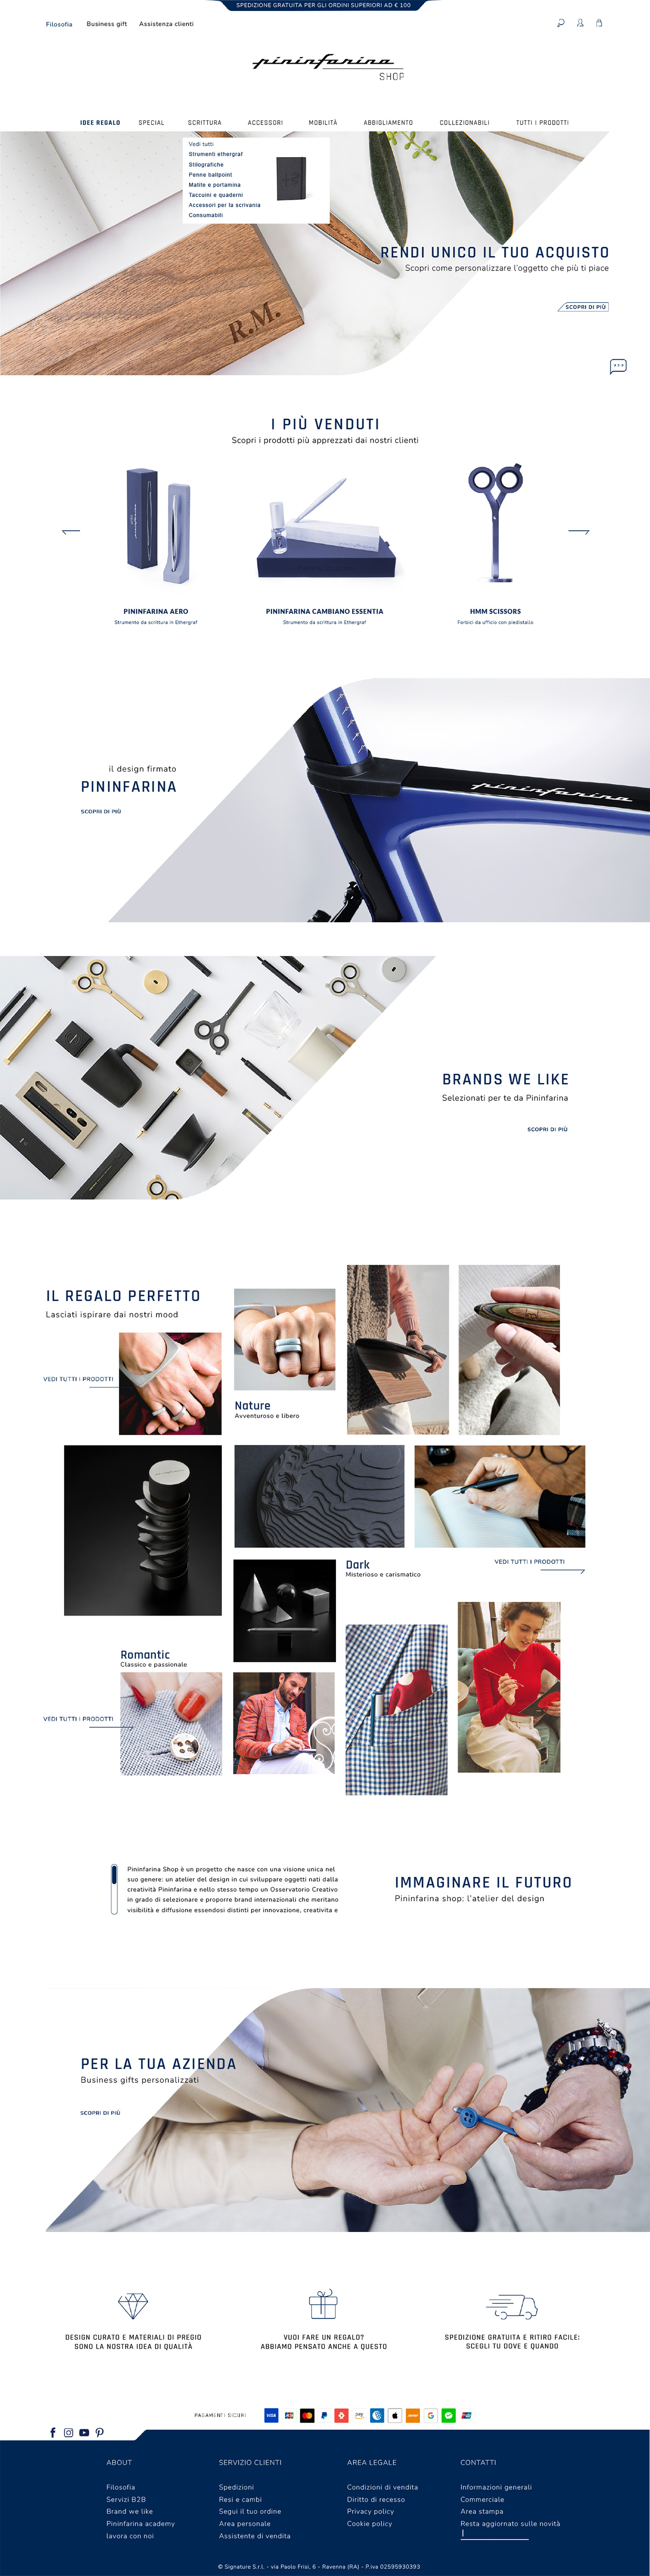 SPEDIZIONE GRATUITA PER GLI ORDINI SUPERIORI AD € 100
Filosofia
Business gift
Assistenza clienti
pininfarina
SHOP
IDEE REGALO
SPECIAL
SCRITTURA
ACCESSORI
MOBILITÀ
ABBIGLIAMENTO
COLLEZIONABILI
TUTTI I PRODOTTI
Vedi tutti
Strumenti ethergraf
Stilografiche
Penne ballpoint
Matite e portamina
Taccuini e quaderni
Accessori per la scrivania
Consumabili
RENDI UNICO IL TUO ACQUISTO
Scopri come personalizzare l'oggetto che più ti piace
SCOPRI DI PIÙ
R.M.
I PIÙ VENDUTI
Scopri i prodotti più apprezzati dai nostri clienti
pininfarina
PININFARINA AERO
Strumento da scrittura in Ethergraf
PININFARINA CAMBIANO ESSENTIA
Strumento da scrittura in Ethergraf
HMM SCISSORS
Forbici da ufficio con piedistallo
il design firmato
PININFARINA
SCOPRI DI PIÙ
pininfarina
BRANDS WE LIKE
Selezionati per te da Pininfarina
SCOPRI DI PIÙ
IL REGALO PERFETTO
Lasciati ispirare dai nostri mood
VEDI TUTTI I PRODOTTI
Nature
Avventuroso e libero
Dark
Misterioso e carismatico
VEDI TUTTI I PRODOTTI
Romantic
Classico e passionale
VEDI TUTTI I PRODOTTI
Pininfarina Shop è un progetto che nasce con una visione unica nel
suo genere: un atelier del design in cui sviluppare oggetti nati dalla
creatività Pininfarina e nello stesso tempo un Osservatorio Creativo
in grado di selezionare e proporre brand internazionali che meritano
visibilità e diffusione essendosi distinti per innovazione, creativita e
IMMAGINARE IL FUTURO
Pininfarina shop: l'atelier del design
PER LA TUA AZIENDA
Business gifts personalizzati
SCOPRI DI PIÙ
DESIGN CURATO E MATERIALI DI PREGIO
SONO LA NOSTRA IDEA DI QUALITÀ
VUOI FARE UN REGALO?
ABBIAMO PENSATO ANCHE A QUESTO
SPEDIZIONE GRATUITA E RITIRO FACILE:
SCEGLI TU DOVE E QUANDO
PAGAMENTI SICURI
VISA
ABOUT
Filosofia
Servizi B2B
Brand we like
Pininfarina academy
lavora con noi
SERVIZIO CLIENTI
Spedizioni
Resi e cambi
Segui il tuo ordine
Area personale
Assistente di vendita
AREA LEGALE
Condizioni di vendita
Diritto di recesso
Privacy policy
Cookie policy
CONTATTI
Informazioni generali
Commerciale
Area stampa
Resta aggiornato sulle novità
© Signature S.r.l. - via Paolo Frisi, 6 - Ravenna (RA) - P.iva 02595930393